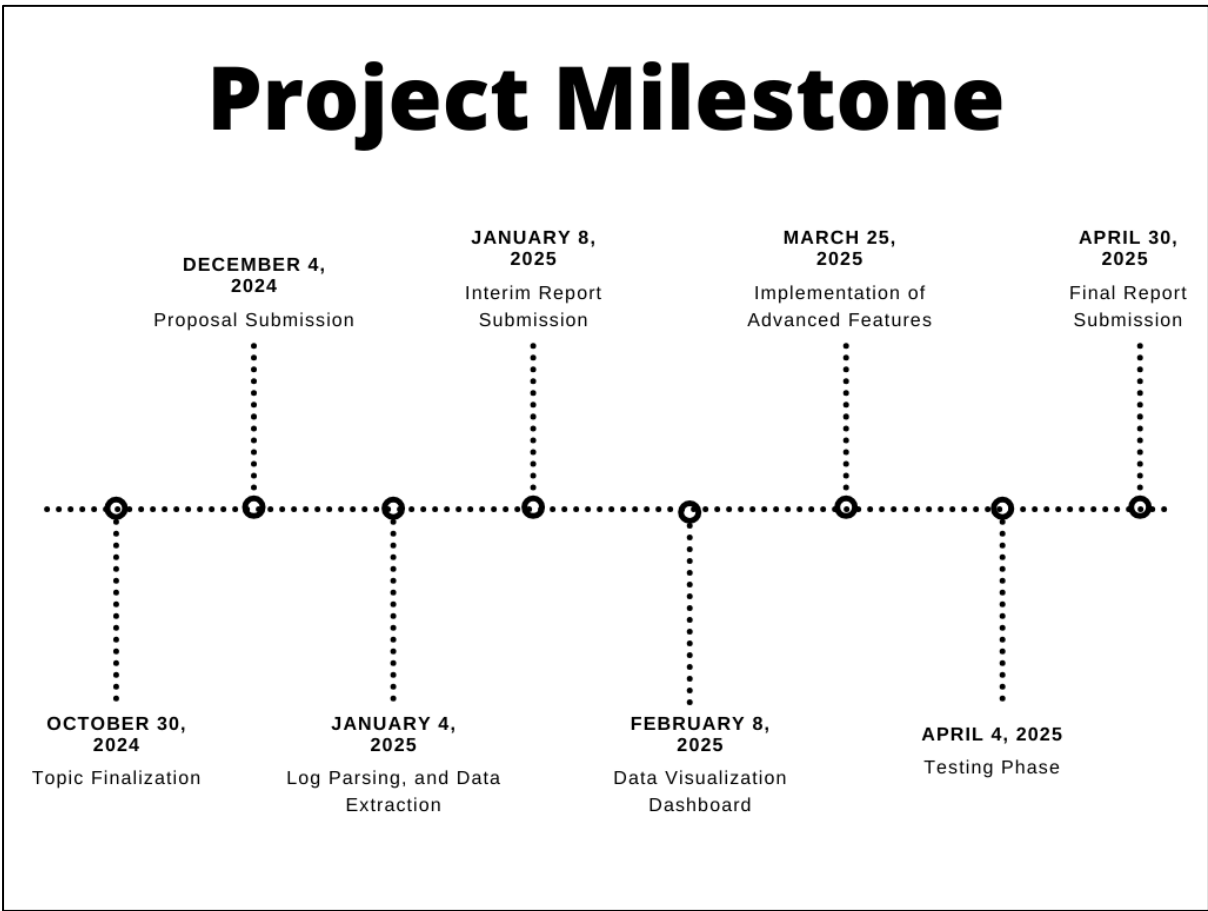 Project Milestone
DECEMBER 4,
2024
Proposal Submission
JANUARY 8,
2025
Interim Report
Submission
MARCH 25,
2025
Implementation of
Advanced Features
APRIL 30,
2025
Final Report
Submission
OCTOBER 30,
2024
Topic Finalization
JANUARY 4,
2025
Log Parsing, and Data
Extraction
FEBRUARY 8,
2025
Data Visualization
Dashboard
APRIL 4, 2025
Testing Phase